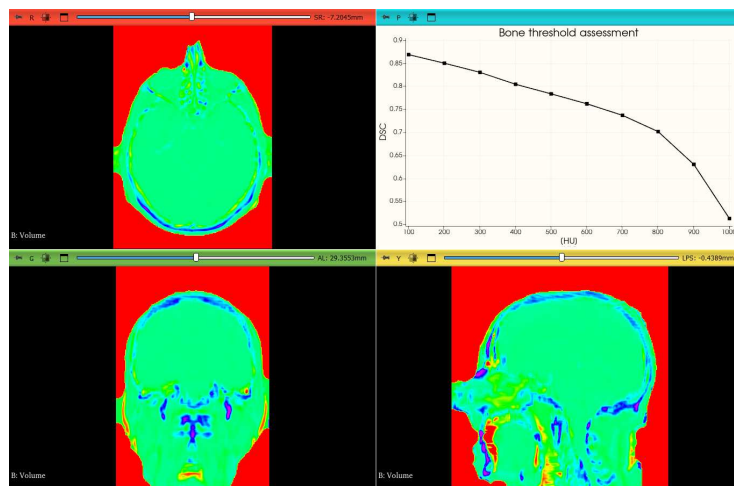 R
SR: -7.2945mm
B: Volume
P
Bone threshold assessment
0.9
0.85
0.8
0.75
0.7
0.65
0.6
0.55
0.5
DSC
100 200 300 400 500 600 700 800 900 1000
(HU)
G
AL: 29.3553mm
B: Volume
Y
LPS: -0.4389mm
B: Volume